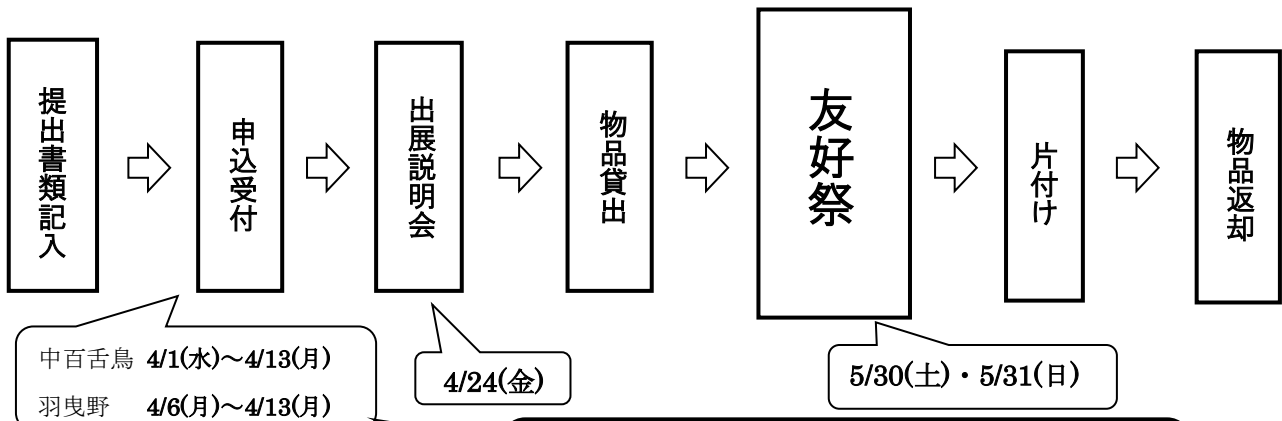 提出書類記入
申込受付
出展説明会
物品貸出
友好祭
片付け
物品返却
中百舌鳥 4/1(水)～4/13(月)
羽曳野 4/6(月)～4/13(月)
4/24(金)
5/30(土)・5/31(日)